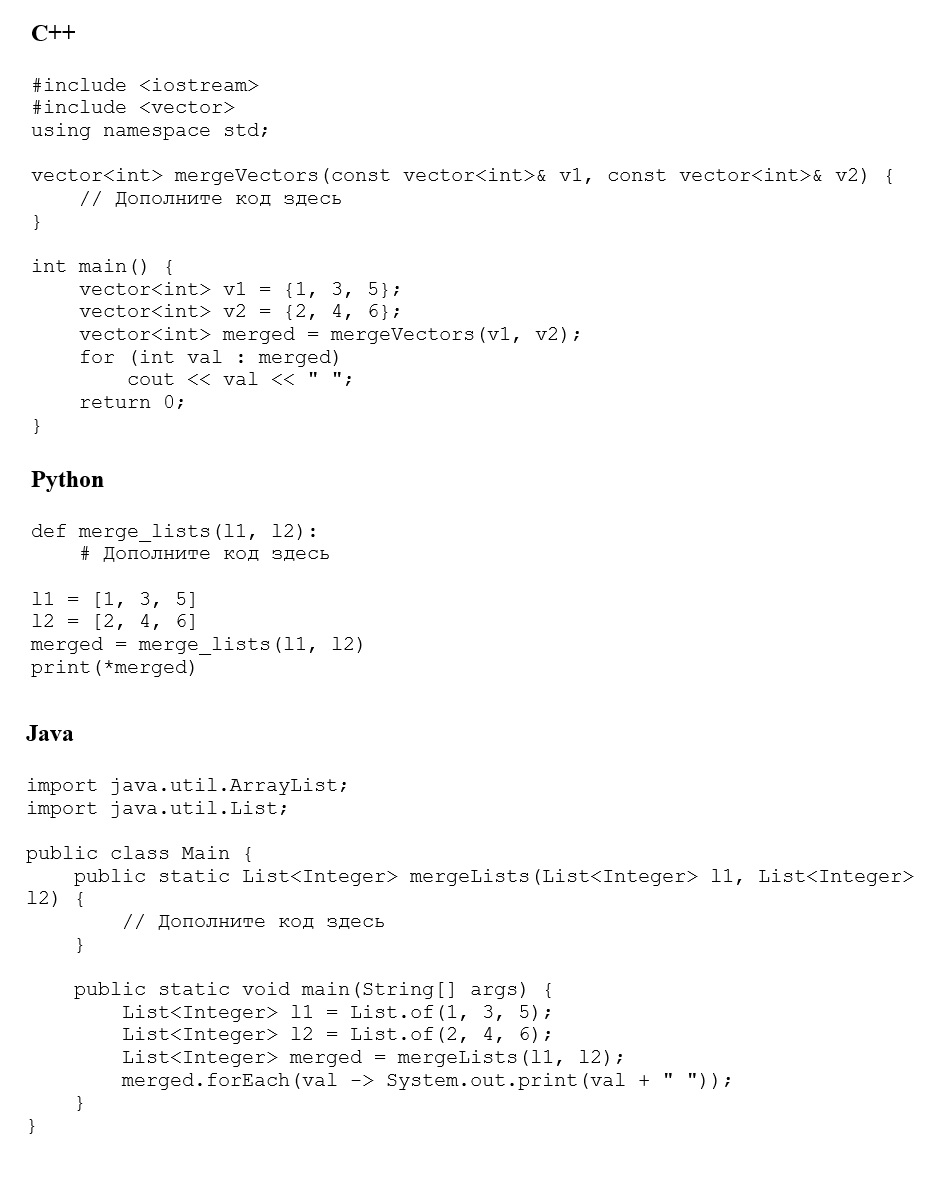 C++
#include <iostream>
#include <vector>
using namespace std;
vector<int> mergeVectors(const vector<int>& v1, const vector<int>& v2) {
    // Дополните код здесь
}
int main() {
    vector<int> v1 = {1, 3, 5};
    vector<int> v2 = {2, 4, 6};
    vector<int> merged = mergeVectors(v1, v2);
    for (int val : merged)
        cout << val << " ";
    return 0;
}
Python
def merge_lists(l1, l2):
    # Дополните код здесь
l1 = [1, 3, 5]
l2 = [2, 4, 6]
merged = merge_lists(l1, l2)
print(*merged)
Java
import java.util.ArrayList;
import java.util.List;
public class Main {
    public static List<Integer> mergeLists(List<Integer> l1, List<Integer>
l2) {
        // Дополните код здесь
    }
    public static void main(String[] args) {
        List<Integer> l1 = List.of(1, 3, 5);
        List<Integer> l2 = List.of(2, 4, 6);
        List<Integer> merged = mergeLists(l1, l2);
        merged.forEach(val -> System.out.print(val + " "));
    }
}